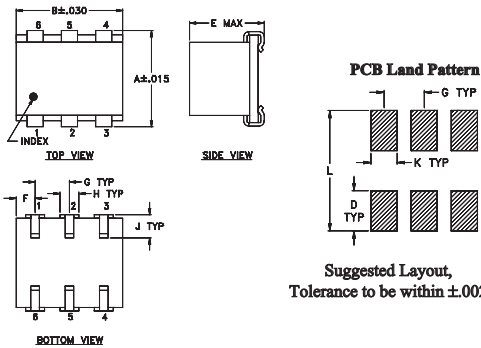 B±.030
6 5 4
A±.015
INDEX
1 2 3
TOP VIEW
E MAX
SIDE VIEW
PCB Land Pattern
G TYP
K TYP
L
D
TYP
Suggested Layout,
Tolerance to be within ±.002
G TYP
H TYP
F
1 2 3
J TYP
6 5 4
BOTTOM VIEW